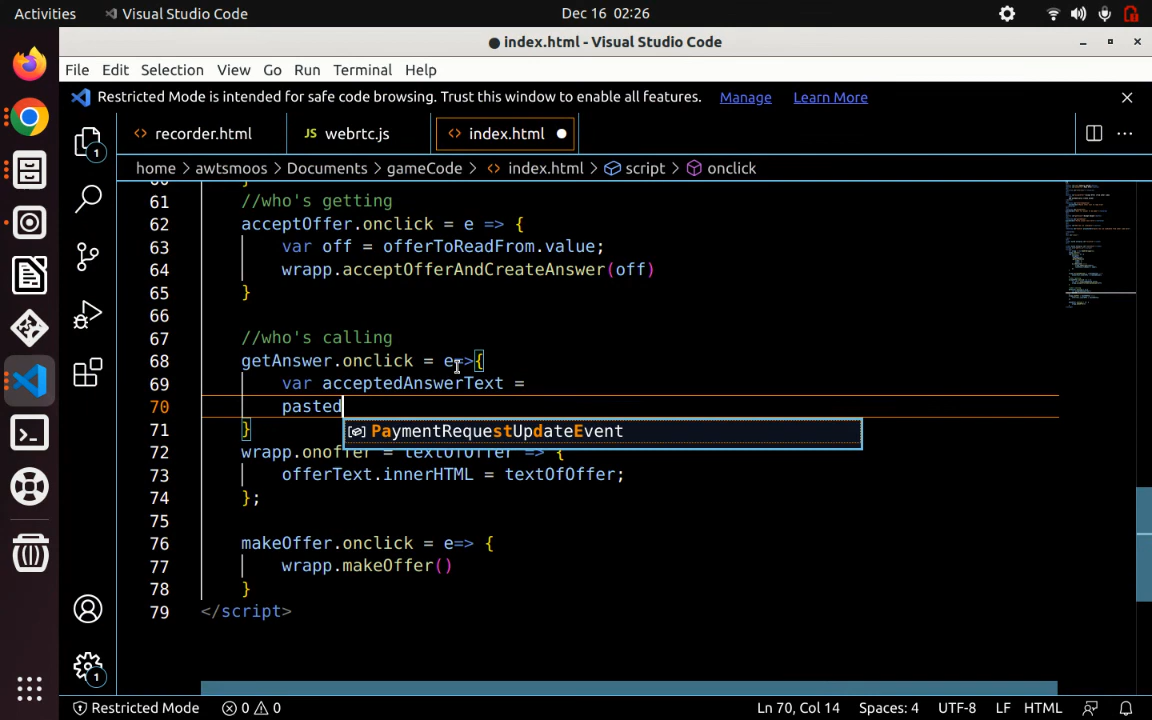 Activities
Visual Studio Code
Dec 16 02:26
index.html - Visual Studio Code
File Edit Selection View Go Run Terminal Help
Restricted Mode is intended for safe code browsing. Trust this window to enable all features. Manage Learn More
recorder.html
JS webrtc.js
index.html
home > awtsmoos > Documents > gameCode > index.html > script > onclick
61 //who's getting
62 acceptOffer.onclick = e => {
63 var off = offerToReadFrom.value;
64 wrapp.acceptOfferAndCreateAnswer(off)
65 }
66
67 //who's calling
68 getAnswer.onclick = e=>{
69 var acceptedAnswerText =
70 pasted
PaymentRequestUpdateEvent
71 }
72 wrapp.onoffer = textOfOffer => {
73 offerText.innerHTML = textOfOffer;
74 };
75
76 makeOffer.onclick = e=> {
77 wrapp.makeOffer()
78 }
79 </script>
1
1
Restricted Mode 0 0 Ln 70, Col 14 Spaces: 4 UTF-8 LF HTML